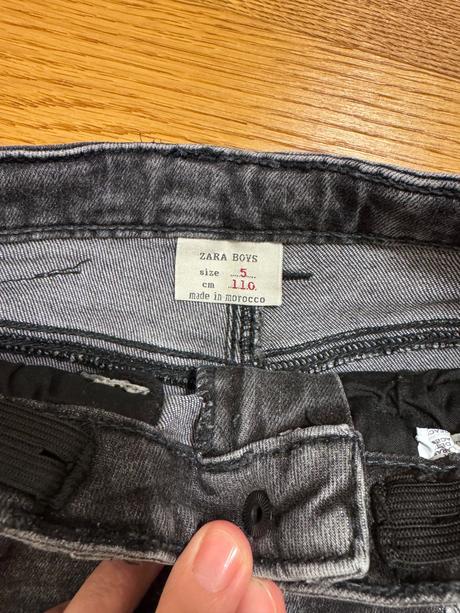 ZARA BOYS
size 5
cm 110
made in morocco